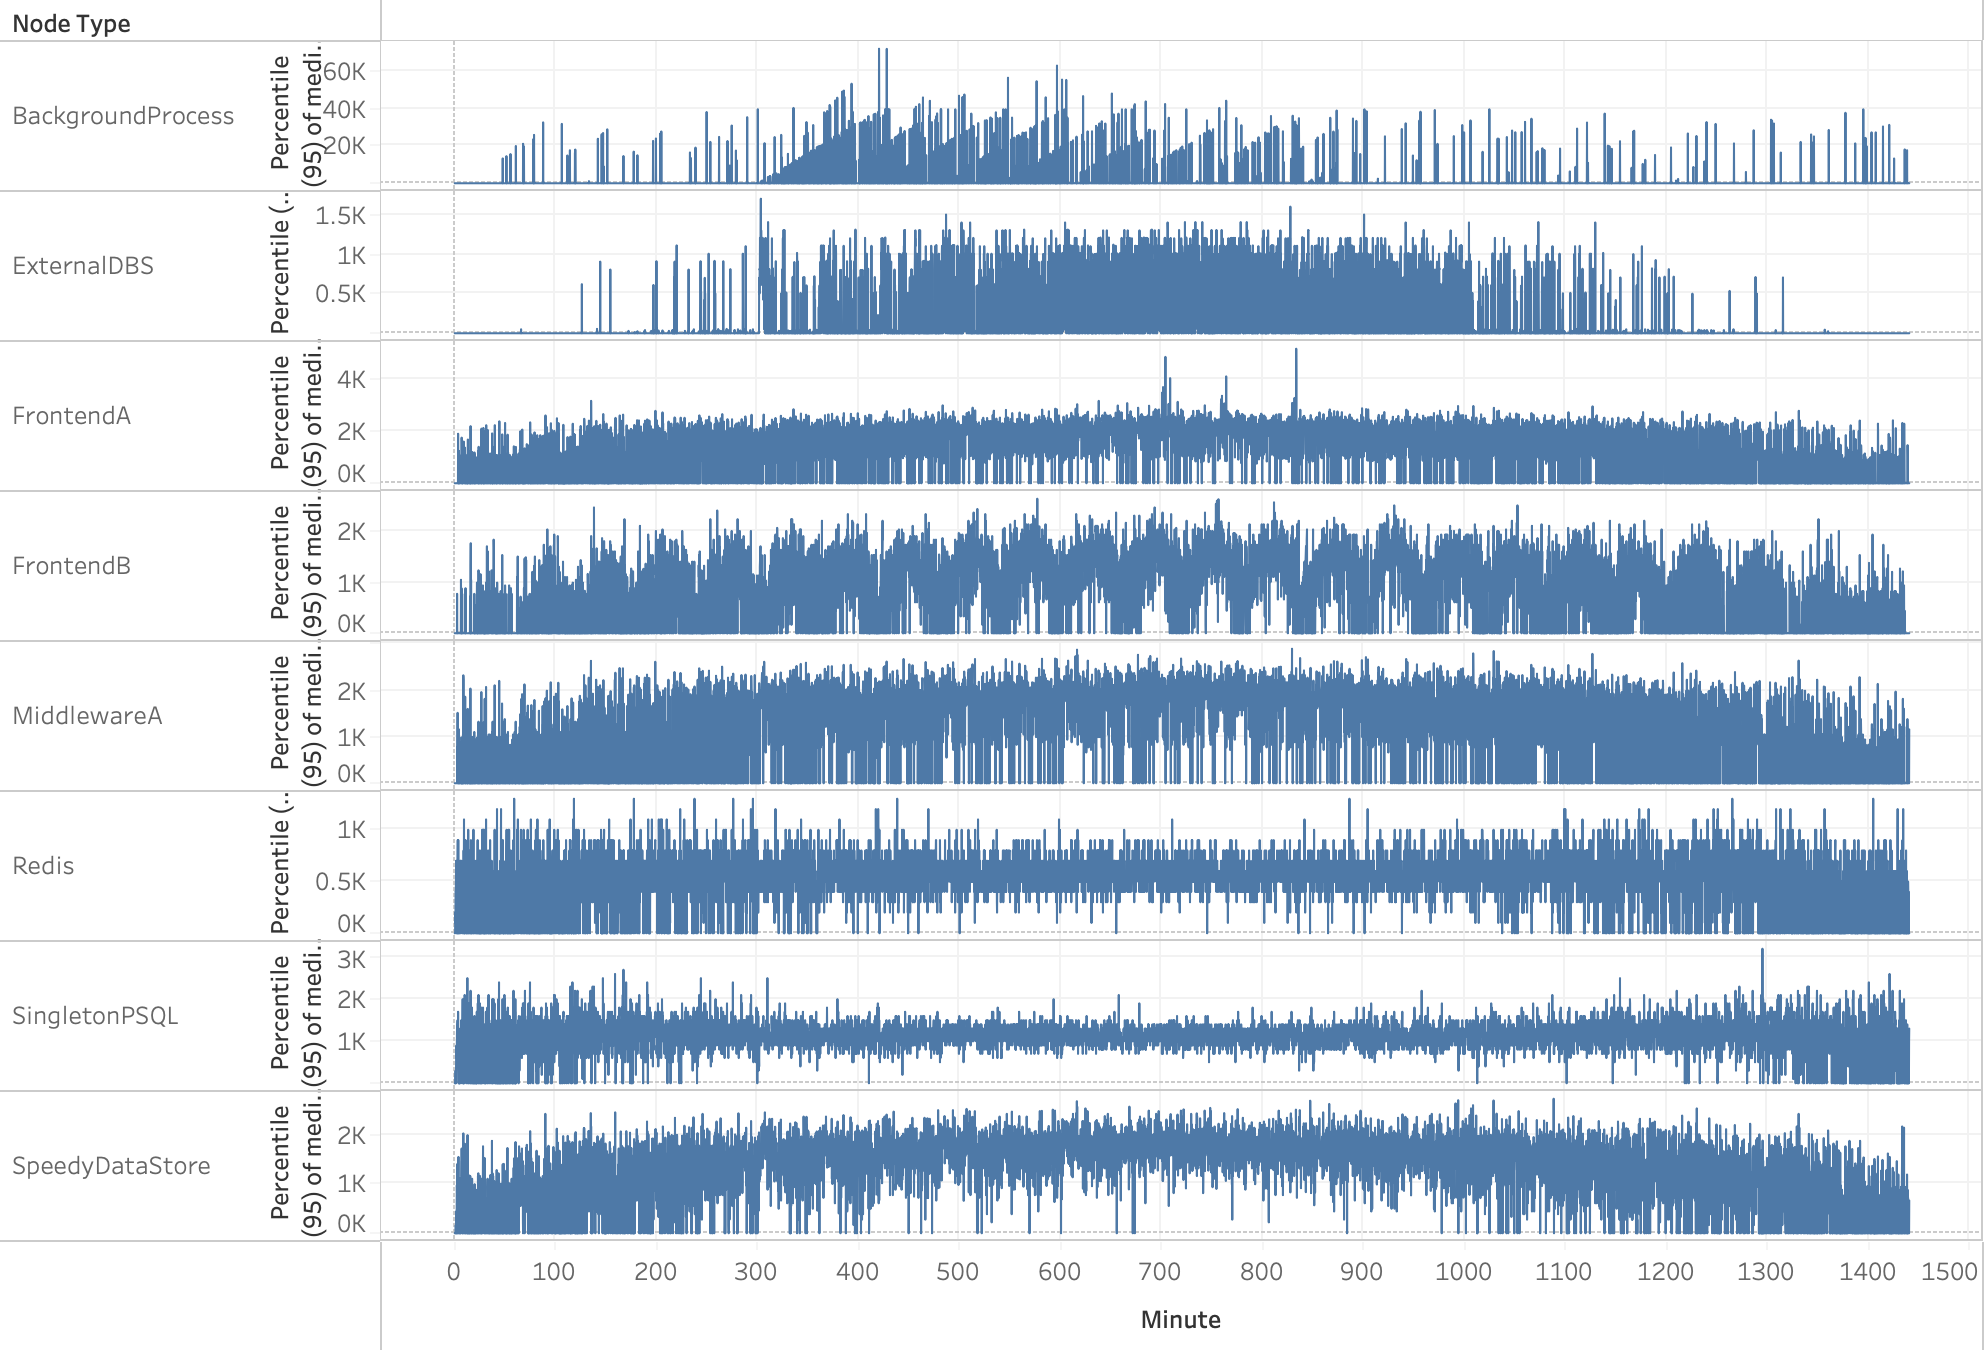 Node Type
BackgroundProcess
Percentile
(95) of medi..
60K
40K
20K
ExternalDBS
Percentile (..
1.5K
1K
0.5K
FrontendA
Percentile
(95) of medi..
4K
2K
0K
FrontendB
Percentile
(95) of medi..
2K
1K
0K
MiddlewareA
Percentile
(95) of medi..
2K
1K
0K
Redis
Percentile (..
1K
0.5K
0K
SingletonPSQL
Percentile
(95) of medi..
3K
2K
1K
SpeedyDataStore
Percentile
(95) of medi..
2K
1K
0K
0 100 200 300 400 500 600 700 800 900 1000 1100 1200 1300 1400 1500
Minute